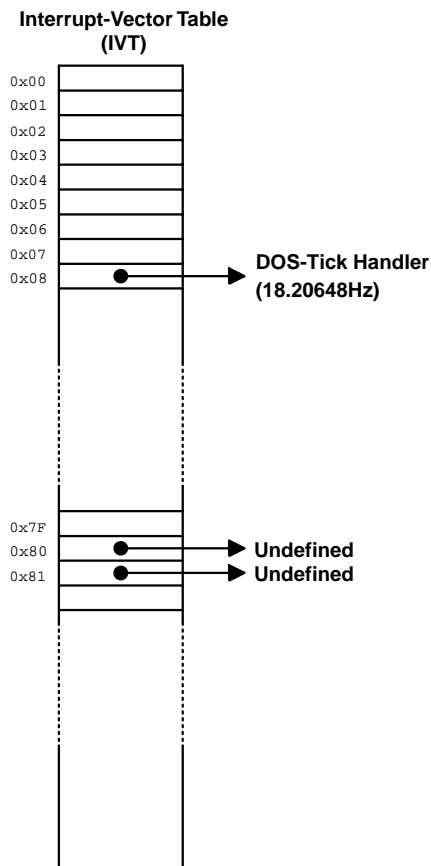 Interrupt-Vector Table
(IVT)
0x00
0x01
0x02
0x03
0x04
0x05
0x06
0x07
0x08
DOS-Tick Handler
(18.20648Hz)
0x7F
0x80
Undefined
0x81
Undefined